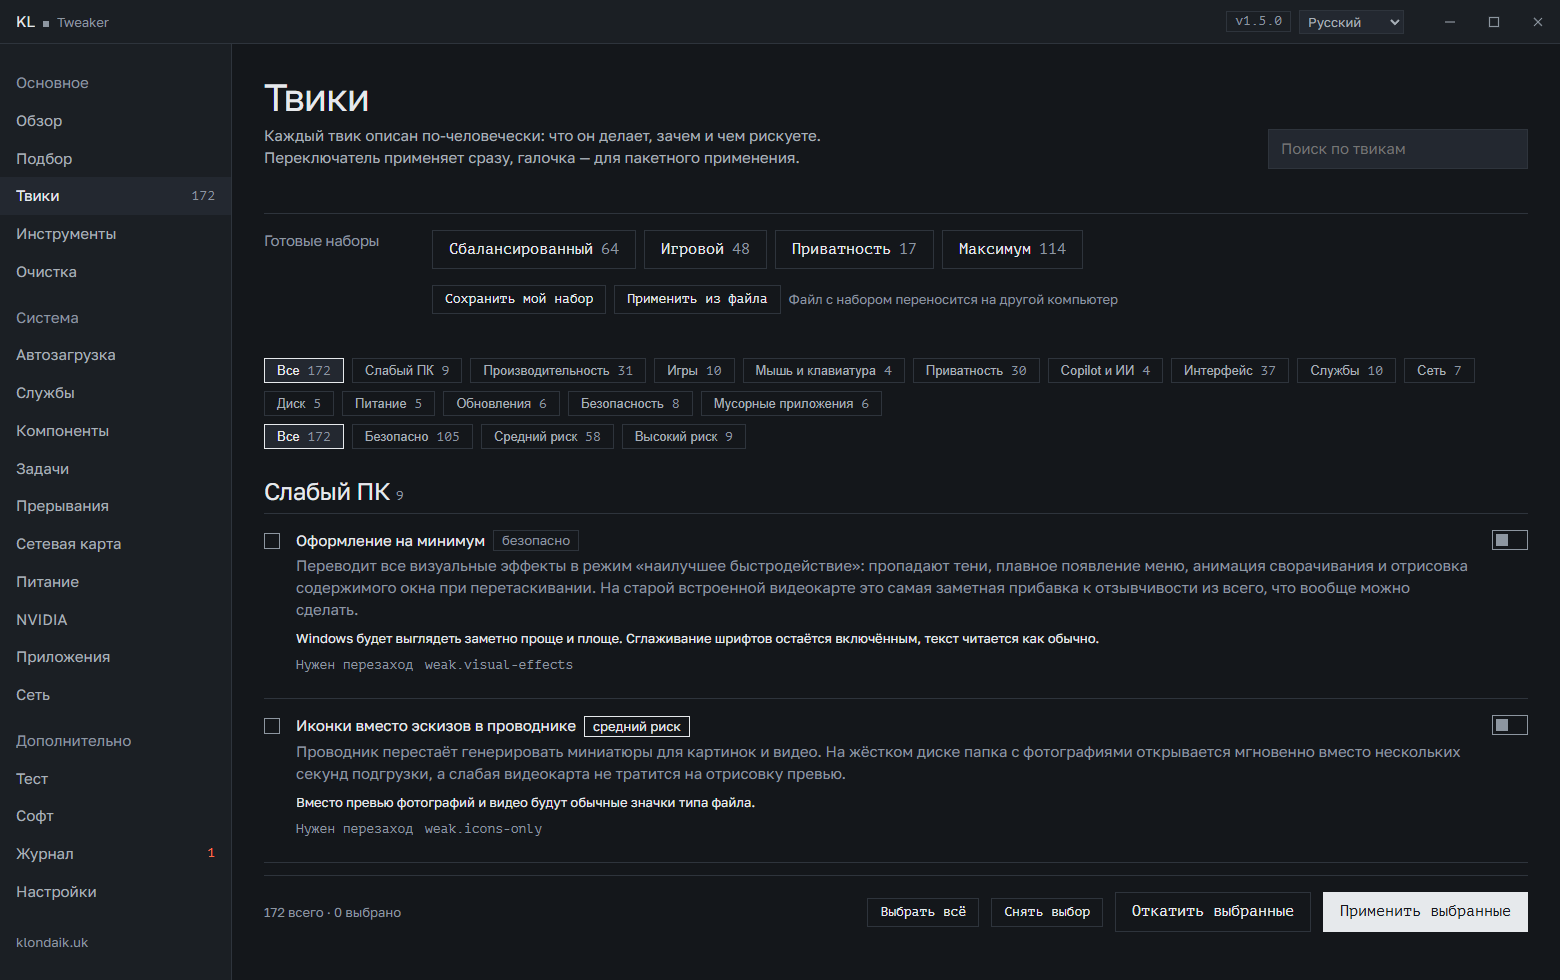 KL Tweaker
v1.5.0 Русский
Основное
Обзор
Подбор
Твики 172
Инструменты
Очистка
Система
Автозагрузка
Службы
Компоненты
Задачи
Прерывания
Сетевая карта
Питание
NVIDIA
Приложения
Сеть
Дополнительно
Тест
Софт
Журнал 1
Настройки
klondaik.uk
Твики
Каждый твик описан по-человечески: что он делает, зачем и чем рискуете.
Переключатель применяет сразу, галочка — для пакетного применения.
Поиск по твикам
Готовые наборы
Сбалансированный 64 Игровой 48 Приватность 17 Максимум 114
Сохранить мой набор Применить из файла Файл с набором переносится на другой компьютер
Все 172 Слабый ПК 9 Производительность 31 Игры 10 Мышь и клавиатура 4 Приватность 30 Copilot и ИИ 4 Интерфейс 37 Службы 10 Сеть 7
Диск 5 Питание 5 Обновления 6 Безопасность 8 Мусорные приложения 6
Все 172 Безопасно 105 Средний риск 58 Высокий риск 9
Слабый ПК 9
Оформление на минимум безопасно
Переводит все визуальные эффекты в режим «наилучшее быстродействие»: пропадают тени, плавное появление меню, анимация сворачивания и отрисовка
содержимого окна при перетаскивании. На старой встроенной видеокарте это самая заметная прибавка к отзывчивости из всего, что вообще можно
сделать.
Windows будет выглядеть заметно проще и площе. Сглаживание шрифтов остаётся включённым, текст читается как обычно.
Нужен перезаход weak.visual-effects
Иконки вместо эскизов в проводнике средний риск
Проводник перестаёт генерировать миниатюры для картинок и видео. На жёстком диске папка с фотографиями открывается мгновенно вместо нескольких
секунд подгрузки, а слабая видеокарта не тратится на отрисовку превью.
Вместо превью фотографий и видео будут обычные значки типа файла.
Нужен перезаход weak.icons-only
172 всего · 0 выбрано
Выбрать всё Снять выбор Откатить выбранные Применить выбранные